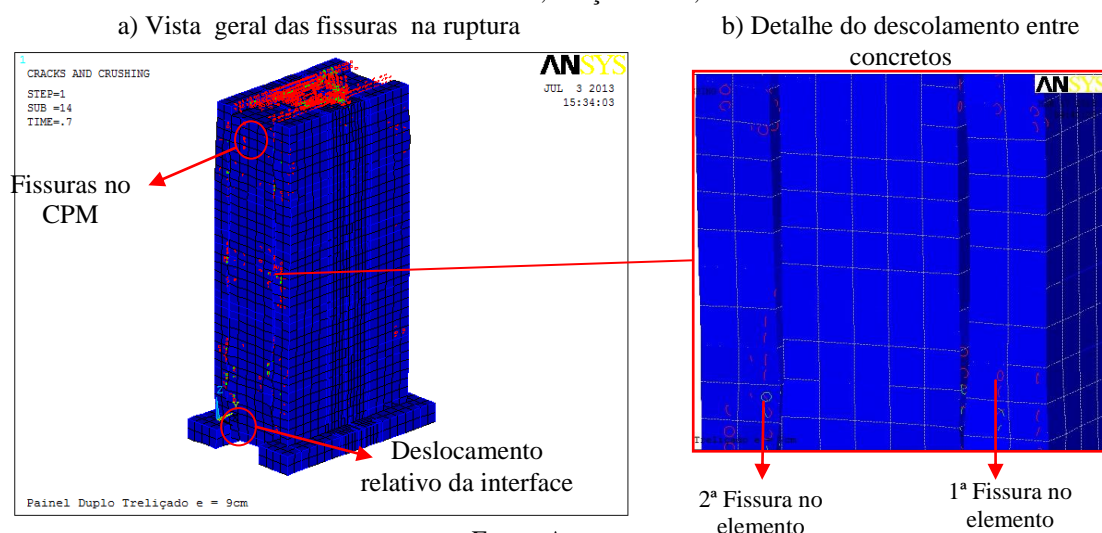 a) Vista geral das fissuras na ruptura
b) Detalhe do descolamento entre
concretos
1
CRACKS AND CRUSHING
STEP=1
SUB =14
TIME=.7
ANSYS
JUL 3 2013
15:34:03
Fissuras no
CPM
Z
Deslocamento
relativo da interface
Painel Duplo Treliçado e = 9cm
ANSYS
2ª Fissura no
elemento
1ª Fissura no
elemento